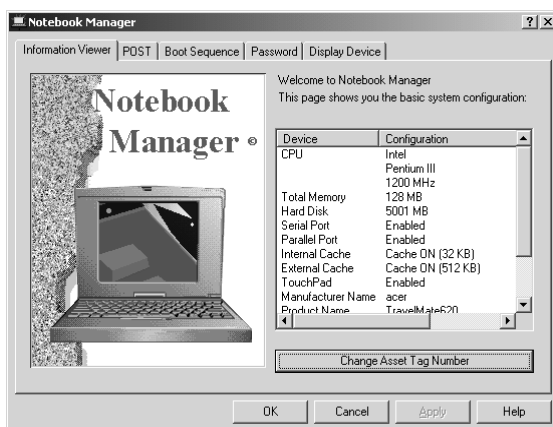 Notebook Manager
Information Viewer POST Boot Sequence Password Display Device
Notebook
Manager ©
Welcome to Notebook Manager
This page shows you the basic system configuration:
Device Configuration
CPU Intel
Pentium III
1200 MHz
Total Memory 128 MB
Hard Disk 5001 MB
Serial Port Enabled
Parallel Port Enabled
Internal Cache Cache ON (32 KB)
External Cache Cache ON (512 KB)
TouchPad Enabled
Manufacturer Name acer
Product Name TravelMate620
Change Asset Tag Number
OK Cancel Apply Help